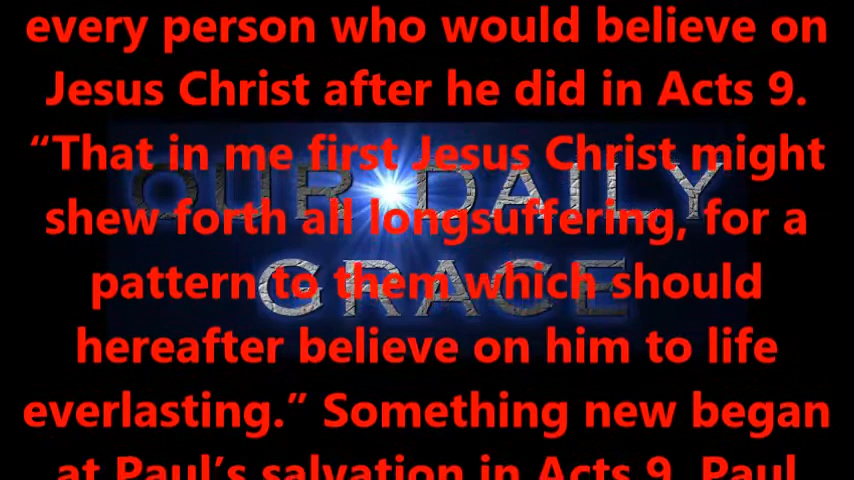 every person who would believe on
Jesus Christ after he did in Acts 9.
“That in me first Jesus Christ might
shew forth all longsuffering, for a
pattern to them which should
hereafter believe on him to life
everlasting.” Something new began
at Paul’s salvation in Acts 9. Paul
OUR DAILY
GRACE